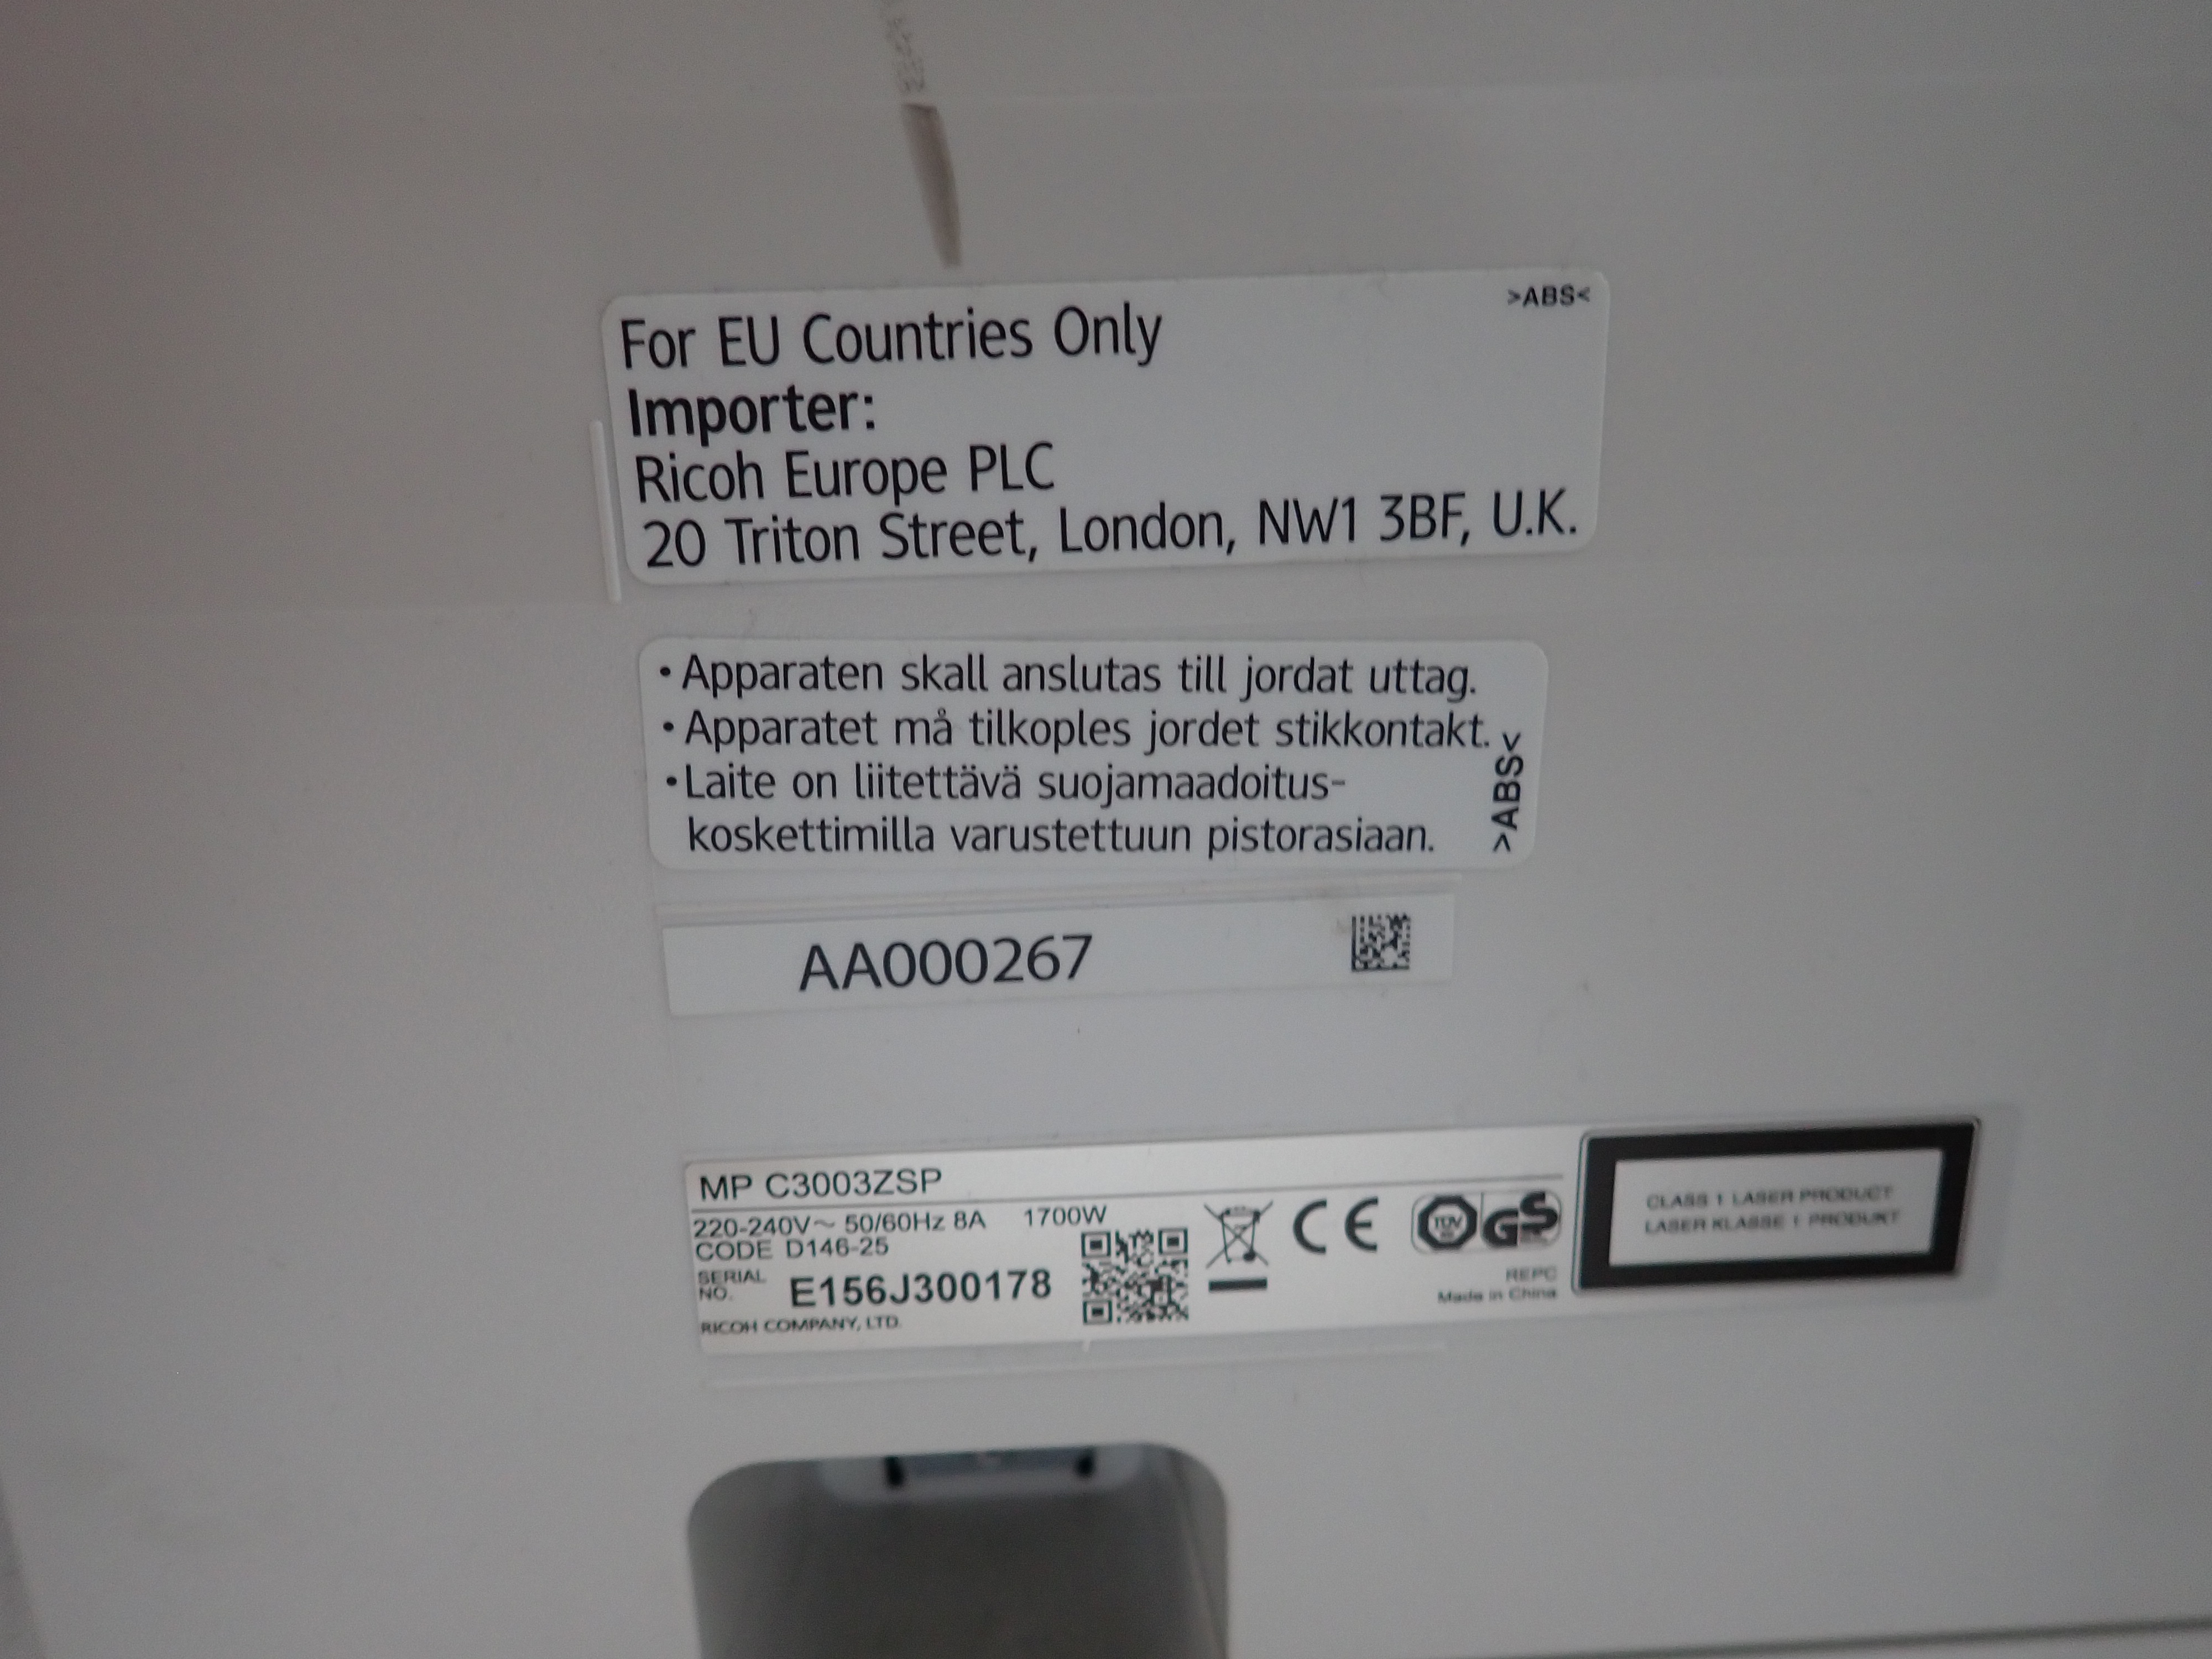 >ABS<
For EU Countries Only
Importer:
Ricoh Europe PLC
20 Triton Street, London, NW1 3BF, U.K.
• Apparaten skall anslutas till jordat uttag.
• Apparatet må tilkoples jordet stikkontakt.
• Laite on liitettävä suojamaadoitus-
koskettimilla varustettuun pistorasiaan.
>ABS<
AA000267
MP C3003ZSP
220-240V~ 50/60Hz 8A 1700W
CODE D146-25
SERIAL
NO. E156J300178
RICOH COMPANY, LTD.
CE
TÜV GS
REPC
Made in China
CLASS 1 LASER PRODUCT
LASER KLASSE 1 PRODUKT